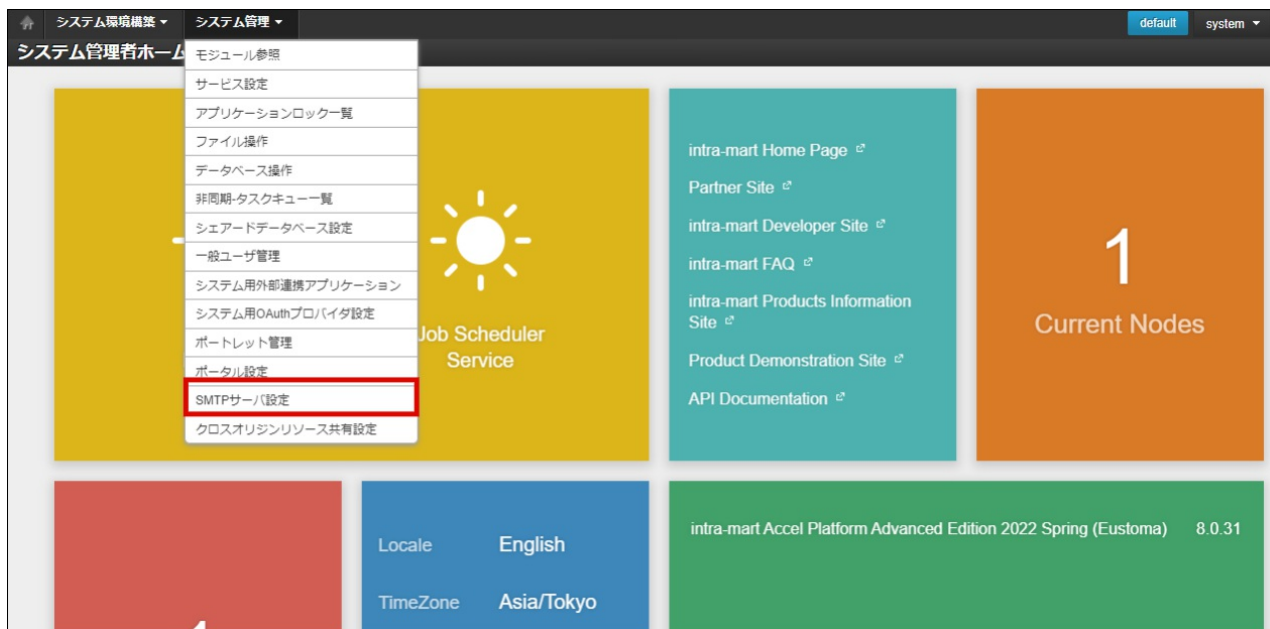 システム環境構築 ▾ システム管理 ▾ default system ▾
システム管理者ホーム
モジュール参照
サービス設定
アプリケーションロック一覧
ファイル操作
データベース操作
非同期-タスクキュー一覧
シェアードデータベース設定
一般ユーザ管理
システム用外部連携アプリケーション
システム用OAuthプロバイダ設定
ポートレット管理
ポータル設定
SMTPサーバ設定
クロスオリジンリソース共有設定
Job Scheduler
Service
intra-mart Home Page
Partner Site
intra-mart Developer Site
intra-mart FAQ
intra-mart Products Information
Site
Product Demonstration Site
API Documentation
1
Current Nodes
Locale English
TimeZone Asia/Tokyo
intra-mart Accel Platform Advanced Edition 2022 Spring (Eustoma) 8.0.31